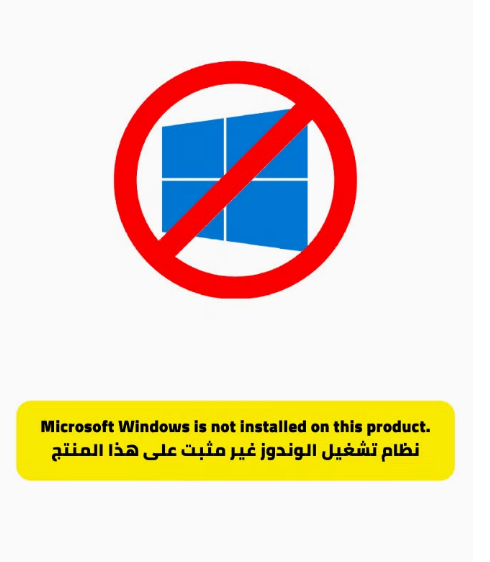 Microsoft Windows is not installed on this product.
نظام تشغيل الوندوز غير مثبت على هذا المنتج